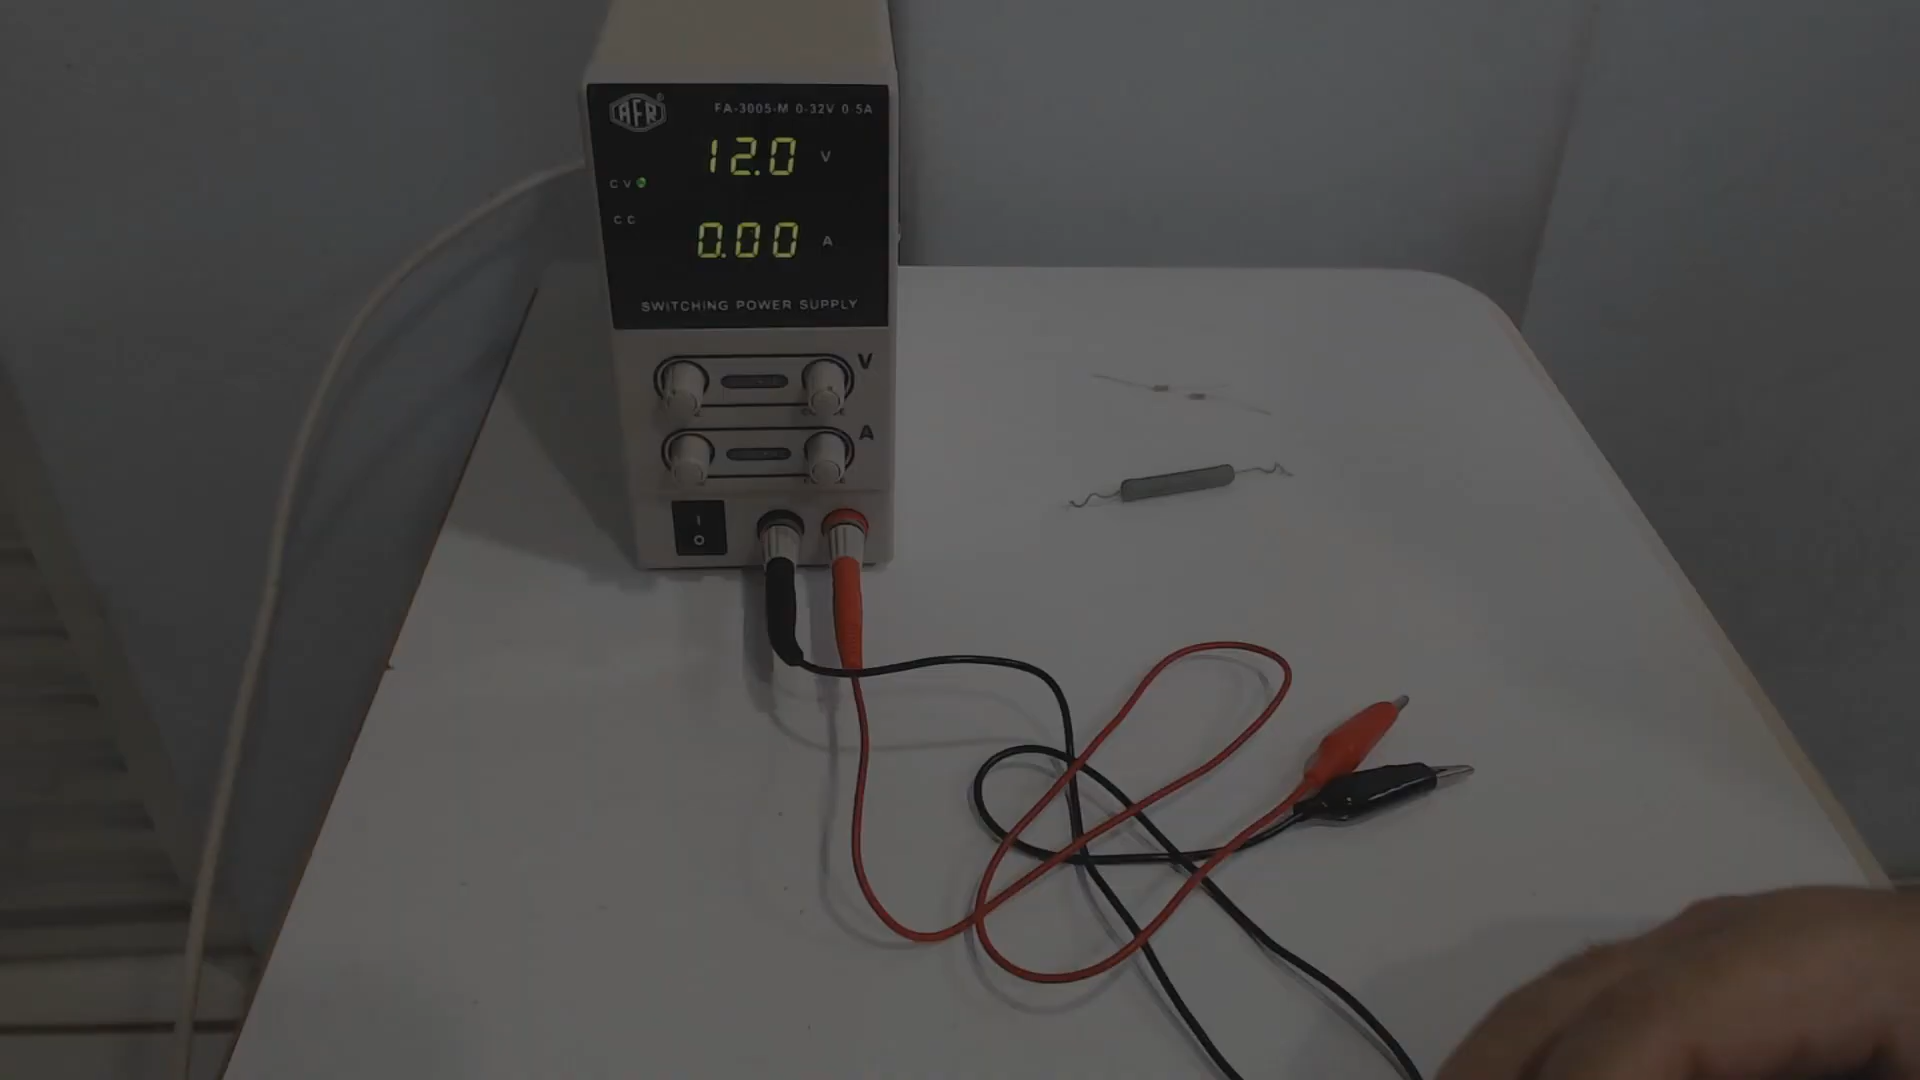 AFR®
FA-3005-M 0-32V 0 5A
12.0 V
CV
CC
0.00 A
SWITCHING POWER SUPPLY
V
A
I
O